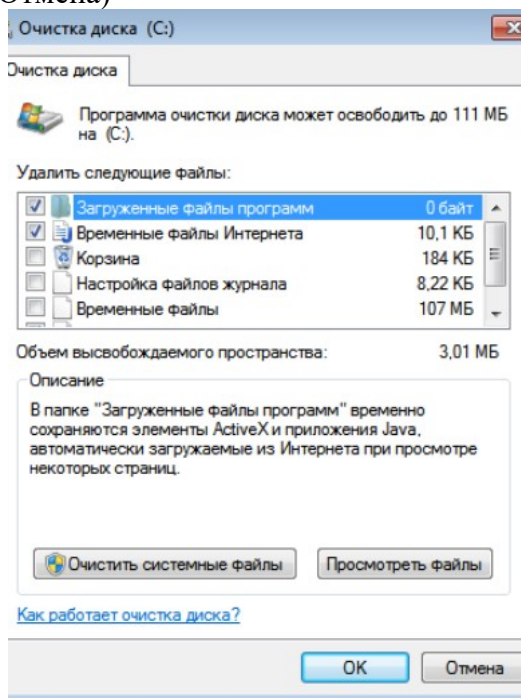 Отмена)
Очистка диска (C:)
Очистка диска
Программа очистки диска может освободить до 111 МБ
на (C:).
Удалить следующие файлы:
Загруженные файлы программ 0 байт
Временные файлы Интернета 10,1 КБ
Корзина 184 КБ
Настройка файлов журнала 8,22 КБ
Временные файлы 107 МБ
Объем высвобождаемого пространства: 3,01 МБ
Описание
В папке "Загруженные файлы программ" временно
сохраняются элементы ActiveX и приложения Java,
автоматически загружаемые из Интернета при просмотре
некоторых страниц.
Очистить системные файлы Просмотреть файлы
Как работает очистка диска?
OK Отмена